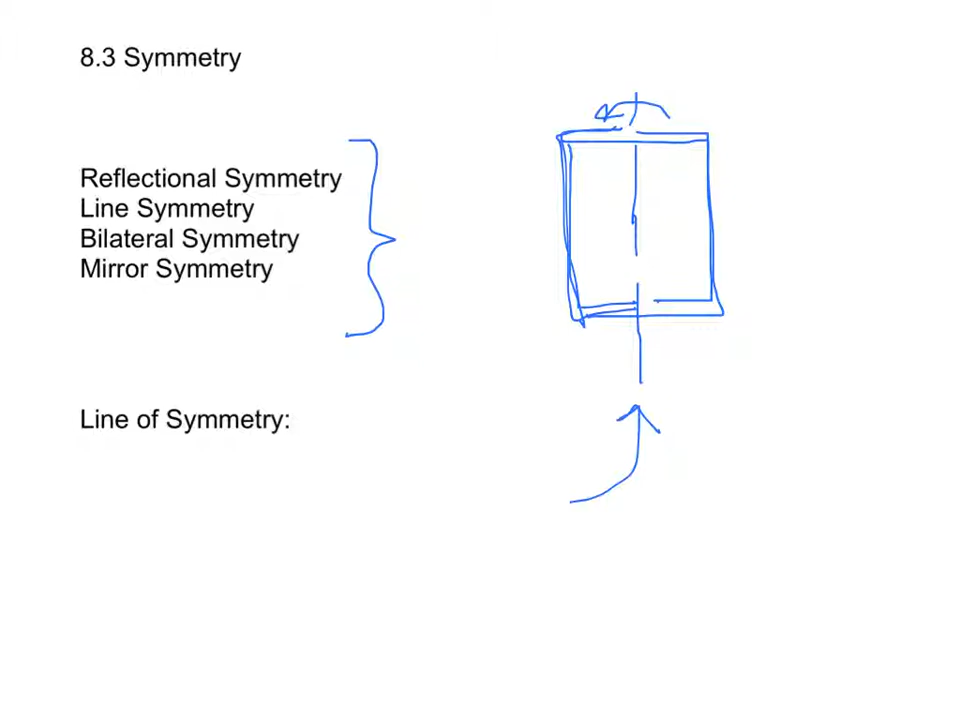 8.3 Symmetry
Reflectional Symmetry
Line Symmetry
Bilateral Symmetry
Mirror Symmetry
Line of Symmetry: